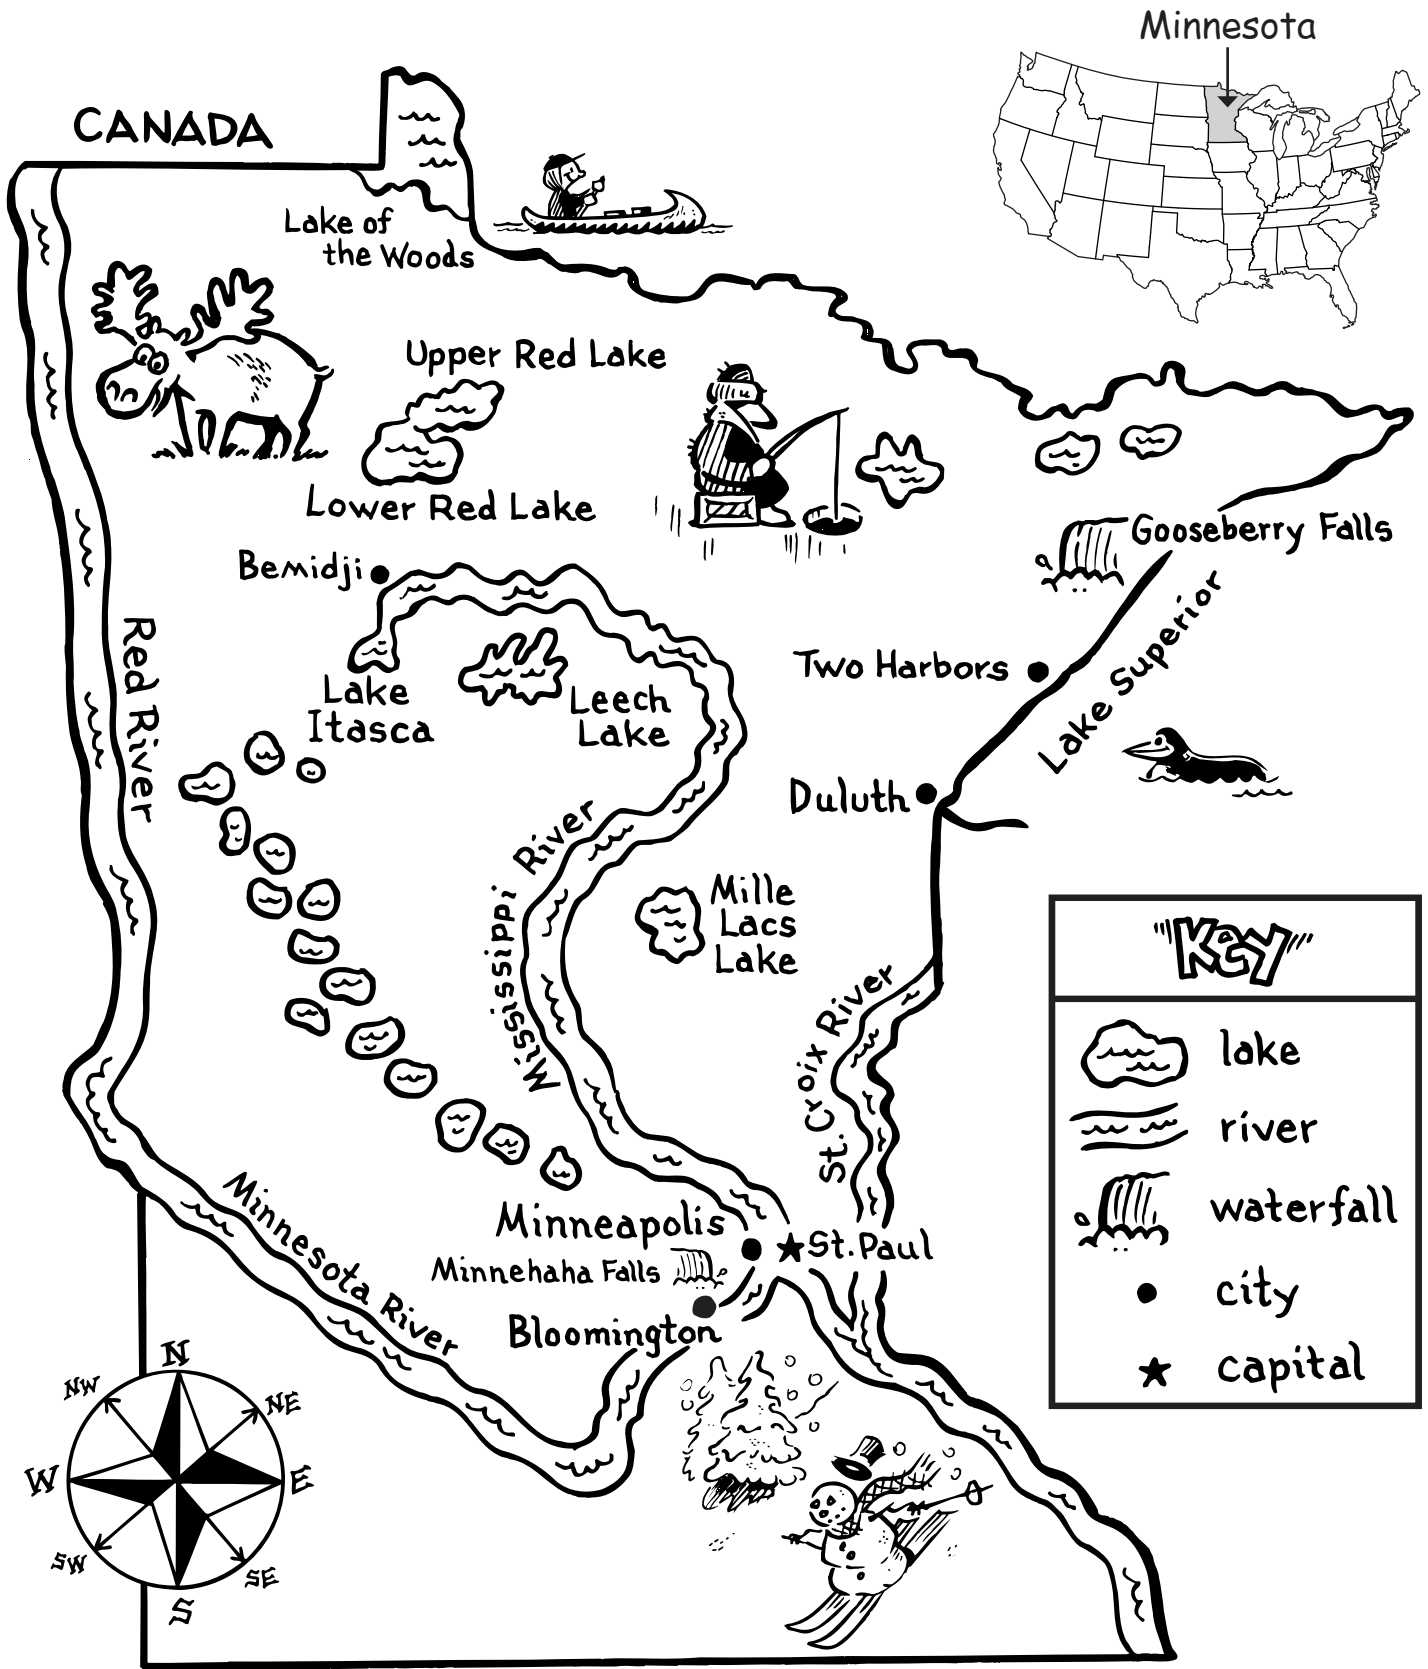 Minnesota
CANADA
Lake of
the Woods
Upper Red Lake
Lower Red Lake
Gooseberry Falls
Bemidji
Red River
Lake
Itasca
Leech
Lake
Two Harbors
Lake Superior
Duluth
Mississippi River
Mille
Lacs
Lake
St. Croix River
Key
lake
river
waterfall
city
capital
Minnesota River
Minneapolis
St. Paul
Minnehaha Falls
Bloomington
N
NW
NE
W
E
SW
SE
S